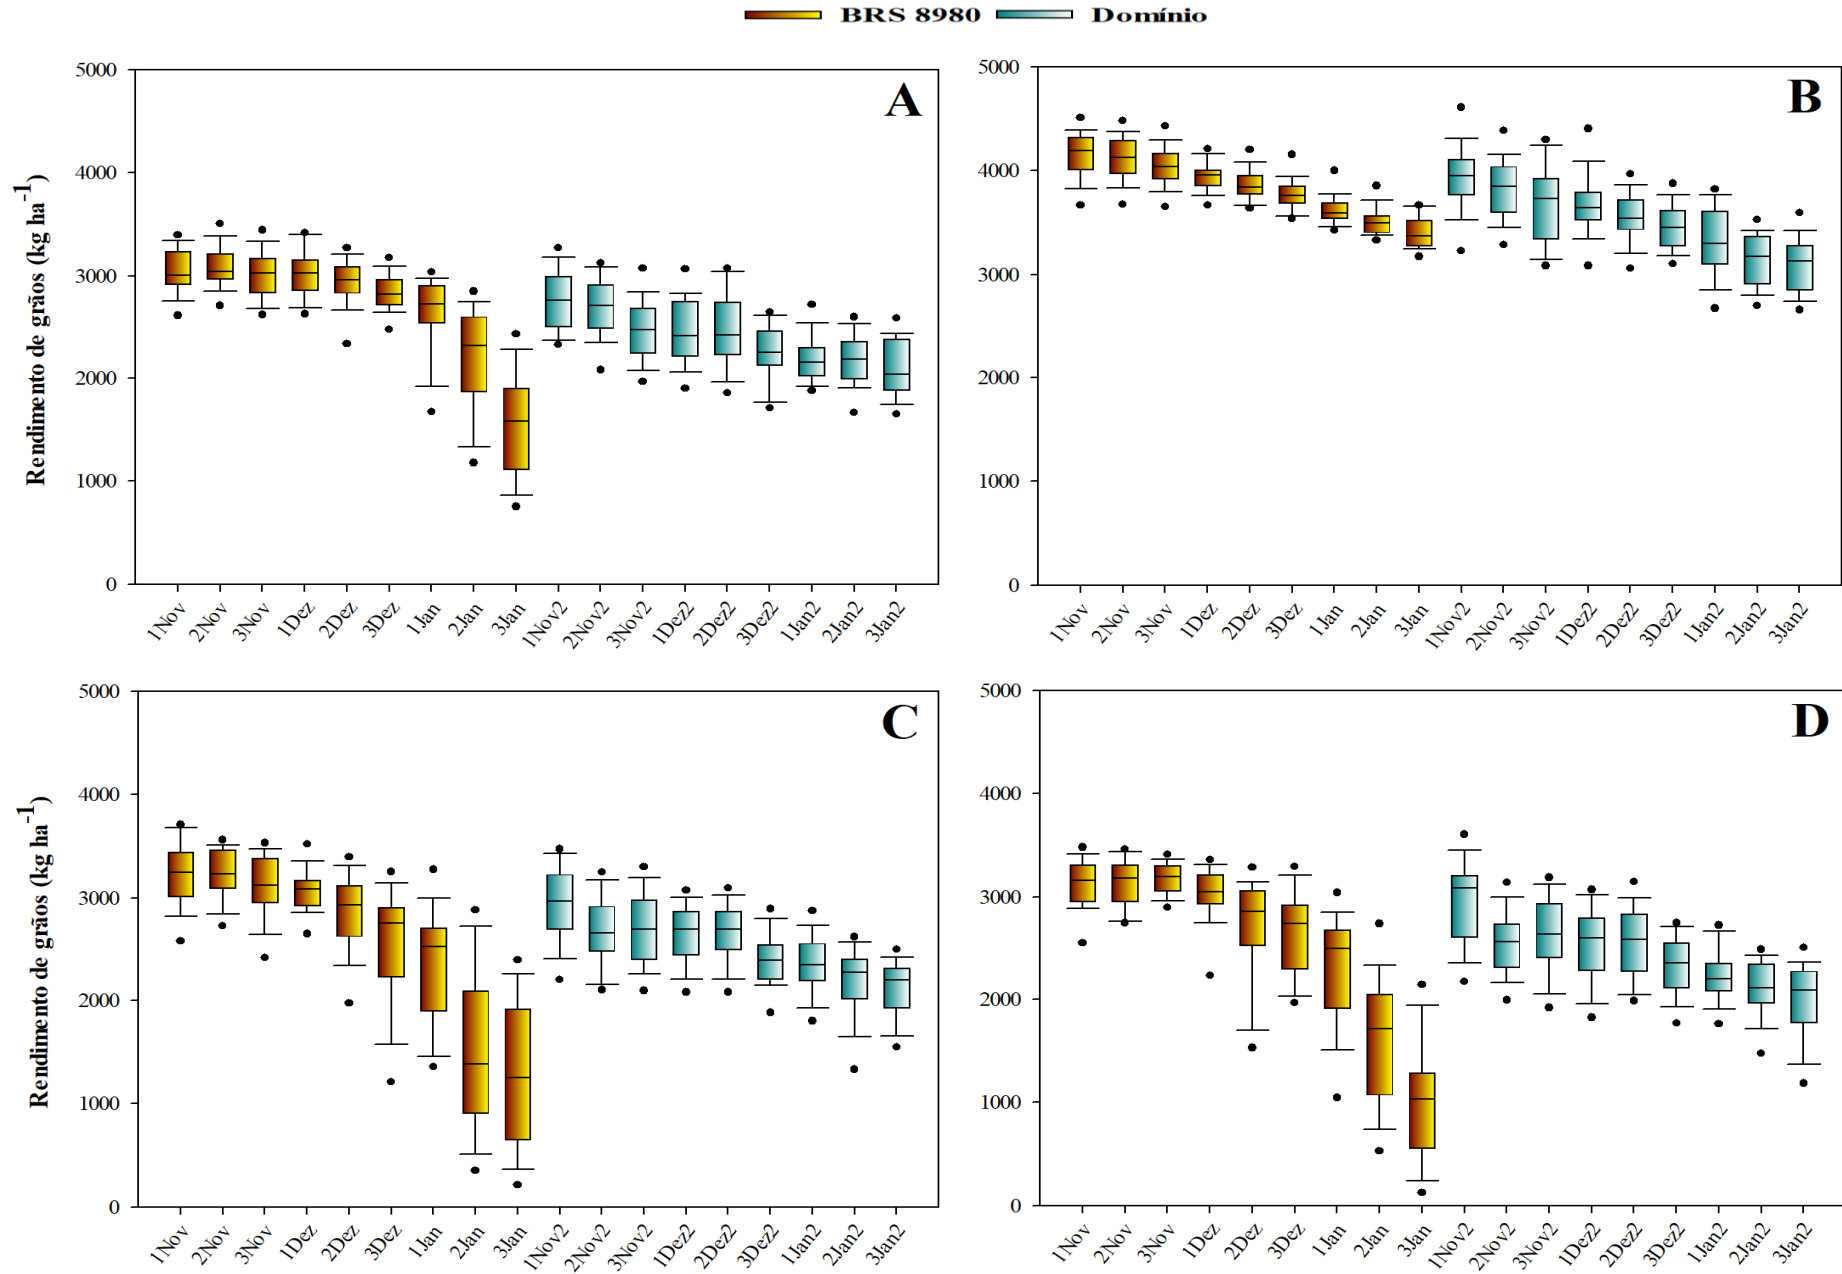 BRS 8980 Domínio
A
Rendimento de grãos (kg ha-1)
5000
4000
3000
2000
1000
0
1Nov 2Nov 3Nov 1Dez 2Dez 3Dez 1Jan 2Jan 3Jan 1Nov2 2Nov2 3Nov2 1Dez2 2Dez2 3Dez2 1Jan2 2Jan2 3Jan2
B
5000
4000
3000
2000
1000
0
1Nov 2Nov 3Nov 1Dez 2Dez 3Dez 1Jan 2Jan 3Jan 1Nov2 2Nov2 3Nov2 1Dez2 2Dez2 3Dez2 1Jan2 2Jan2 3Jan2
C
Rendimento de grãos (kg ha-1)
5000
4000
3000
2000
1000
0
1Nov 2Nov 3Nov 1Dez 2Dez 3Dez 1Jan 2Jan 3Jan 1Nov2 2Nov2 3Nov2 1Dez2 2Dez2 3Dez2 1Jan2 2Jan2 3Jan2
D
5000
4000
3000
2000
1000
0
1Nov 2Nov 3Nov 1Dez 2Dez 3Dez 1Jan 2Jan 3Jan 1Nov2 2Nov2 3Nov2 1Dez2 2Dez2 3Dez2 1Jan2 2Jan2 3Jan2